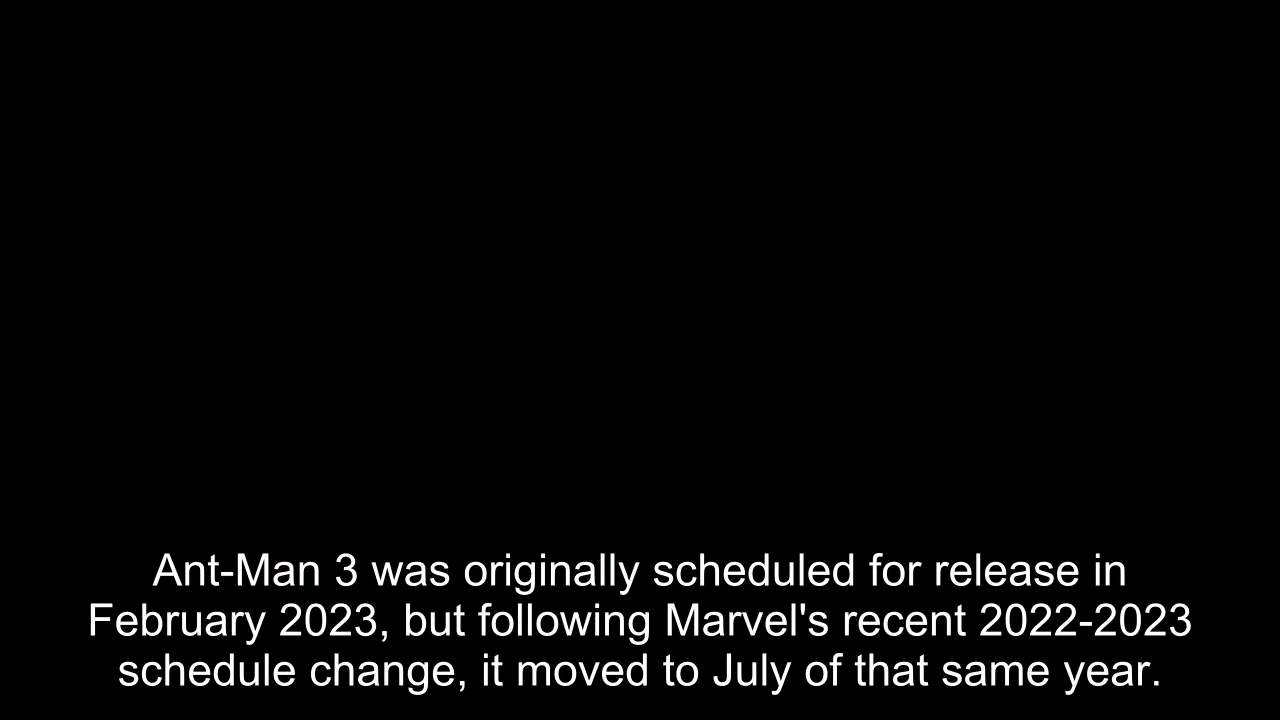 Ant-Man 3 was originally scheduled for release in
February 2023, but following Marvel's recent 2022-2023
schedule change, it moved to July of that same year.